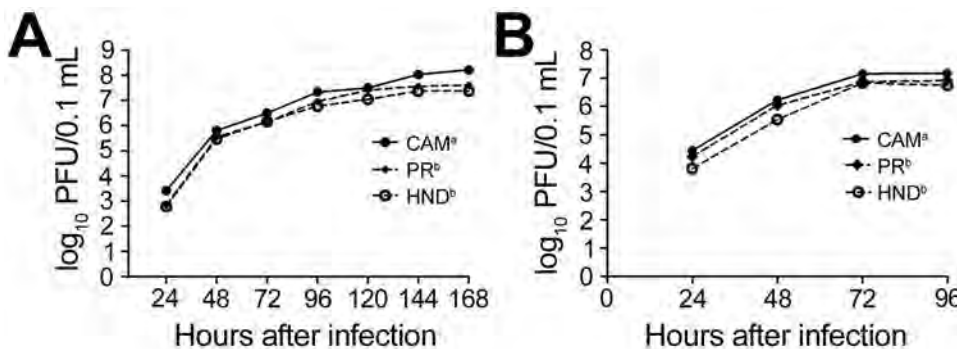 A
log10 PFU/0.1 mL
9
8
7
6
5
4
3
2
1
0
24 48 72 96 120 144 168
Hours after infection
CAMᵃ
PRᵇ
HNDᵇ
B
log10 PFU/0.1 mL
8
7
6
5
4
3
2
1
0
0 24 48 72 96
Hours after infection
CAMᵃ
PRᵇ
HNDᵇ